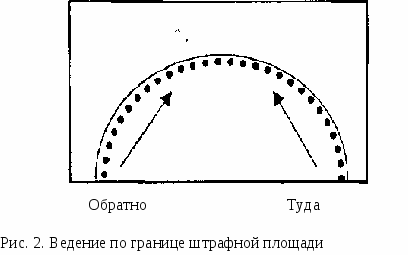 Обратно Туда
Рис. 2. Ведение по границе штрафной площади